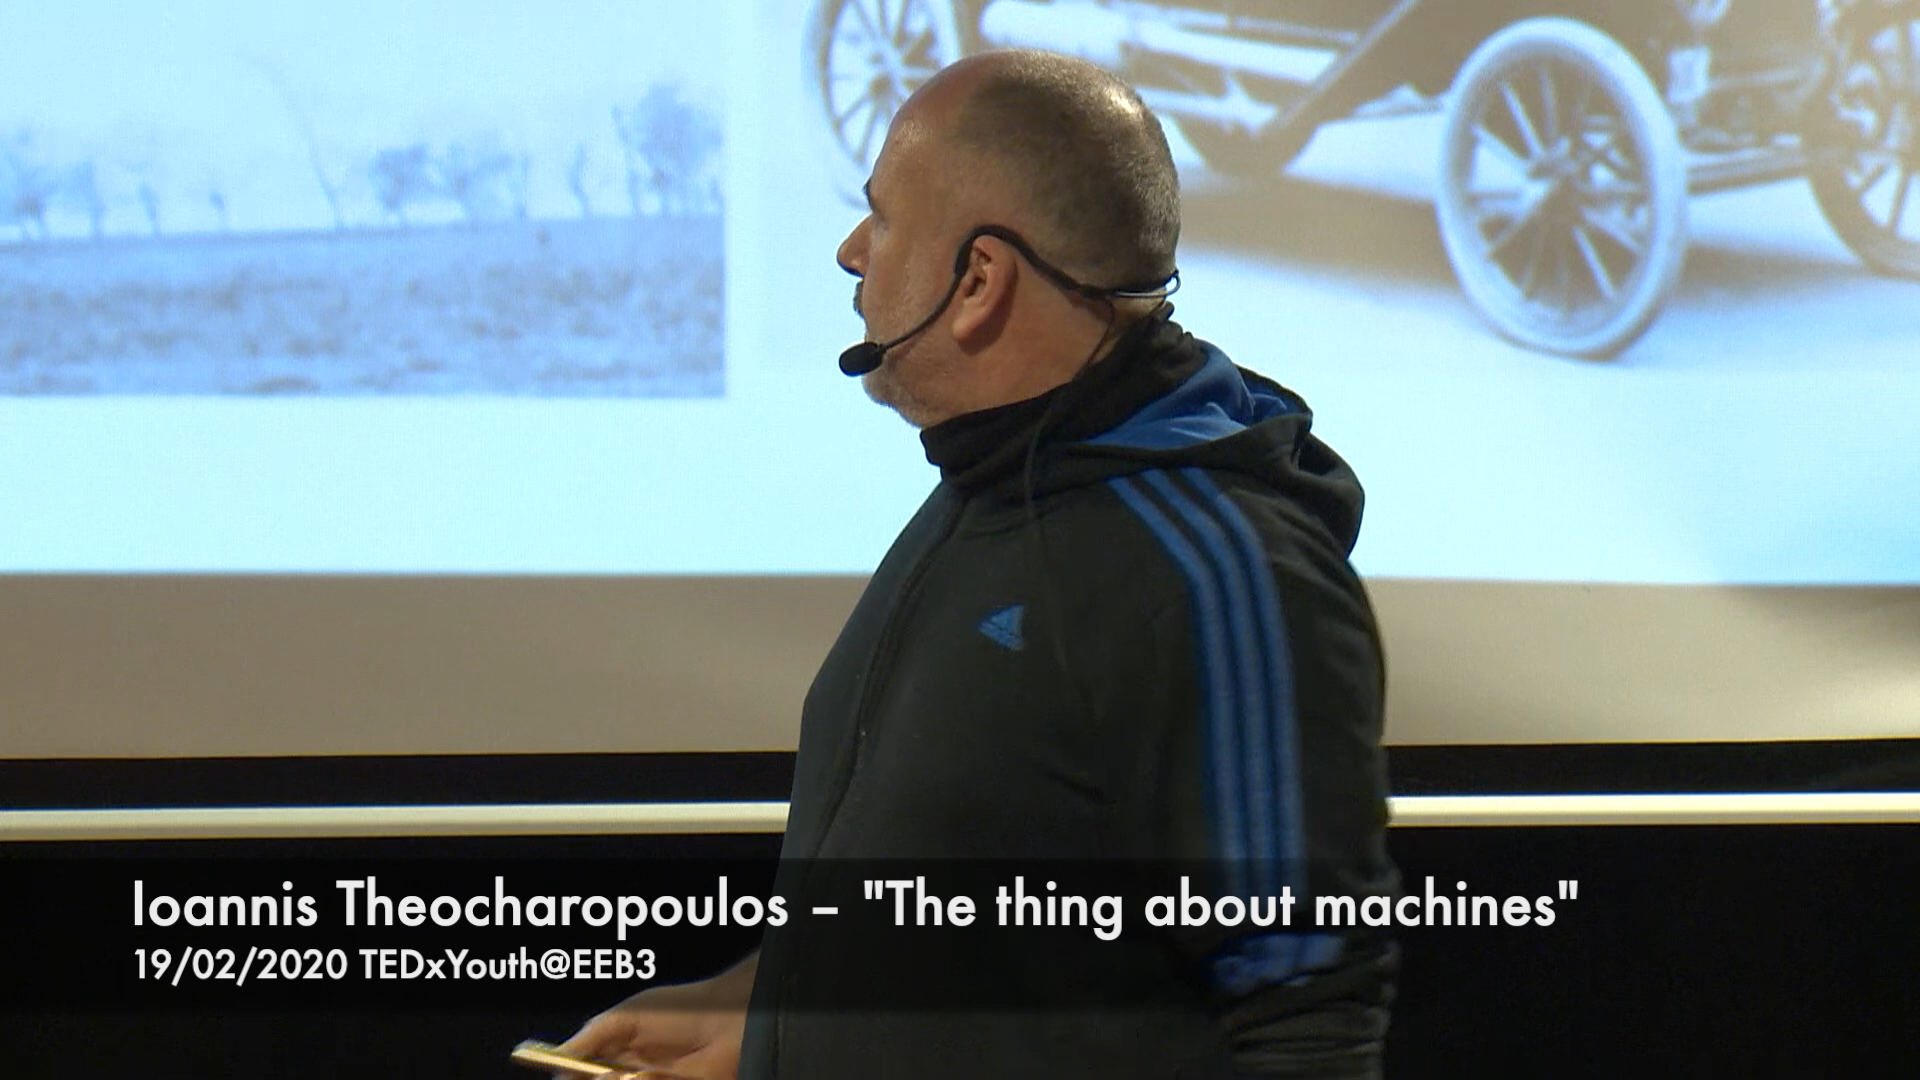 Ioannis Theocharopoulos – "The thing about machines"
19/02/2020 TEDxYouth@EEB3